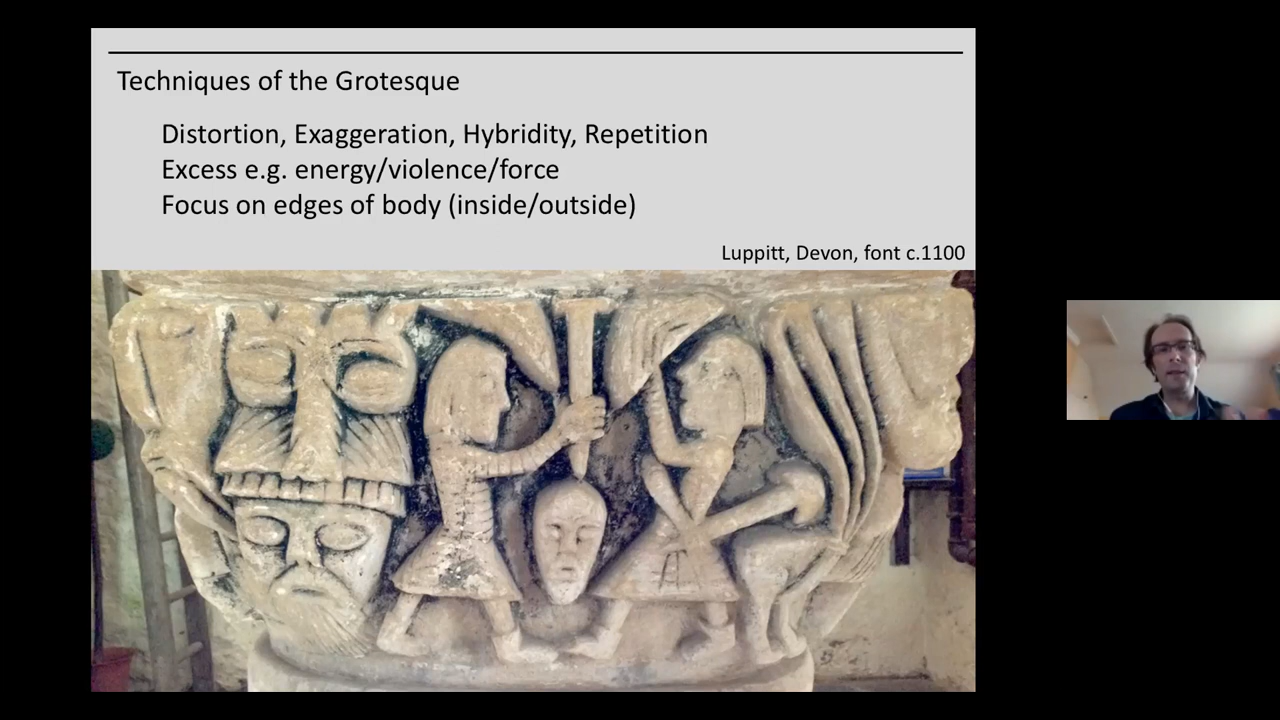 Techniques of the Grotesque
Distortion, Exaggeration, Hybridity, Repetition
Excess e.g. energy/violence/force
Focus on edges of body (inside/outside)
Luppitt, Devon, font c.1100